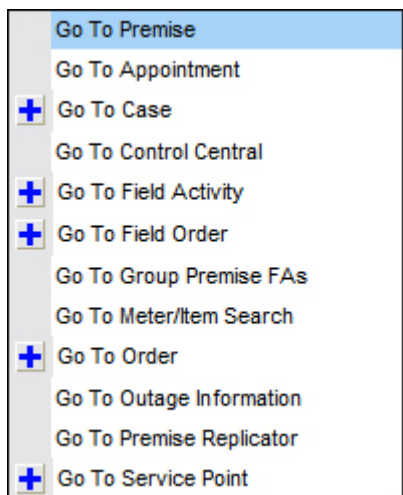 Go To Premise
Go To Appointment
Go To Case
Go To Control Central
Go To Field Activity
Go To Field Order
Go To Group Premise FAs
Go To Meter/Item Search
Go To Order
Go To Outage Information
Go To Premise Replicator
Go To Service Point